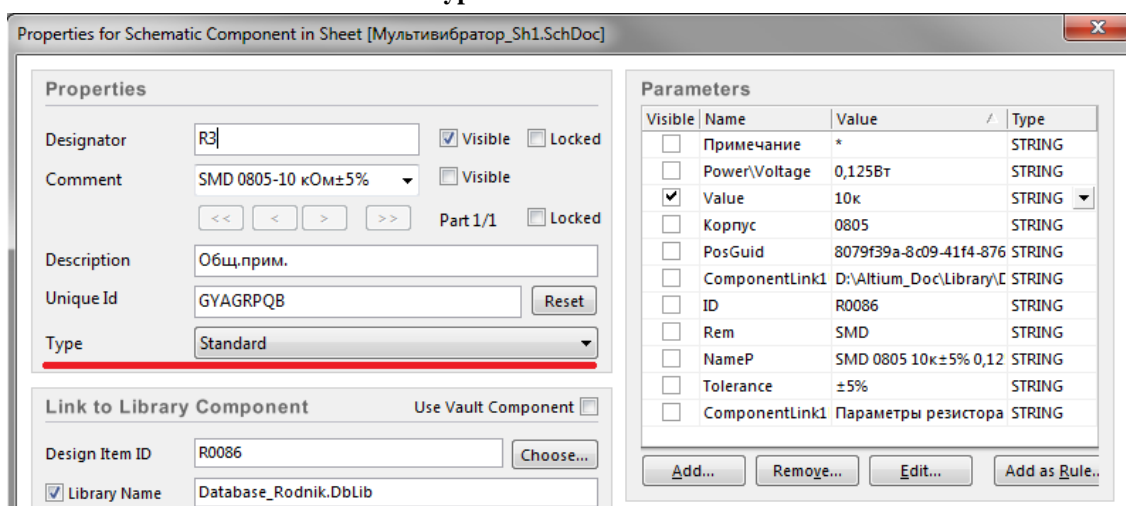 Properties for Schematic Component in Sheet [Мультивибратор_Sh1.SchDoc]
Properties
Designator R3 Visible Locked
Comment SMD 0805-10 кОм±5% Visible
<< < > >> Part 1/1 Locked
Description Общ.прим.
Unique Id GYAGRPQB Reset
Type Standard
Link to Library Component Use Vault Component
Design Item ID R0086 Choose...
Library Name Database_Rodnik.DbLib
Parameters
Visible Name Value Type
Примечание * STRING
Power\Voltage 0,125Вт STRING
Value 10к STRING
Корпус 0805 STRING
PosGuid 8079f39a-8c09-41f4-876 STRING
ComponentLink1 D:\Altium_Doc\Library\D STRING
ID R0086 STRING
Rem SMD STRING
NameP SMD 0805 10к±5% 0,12 STRING
Tolerance ±5% STRING
ComponentLink1 Параметры резистора STRING
Add... Remove... Edit... Add as Rule..